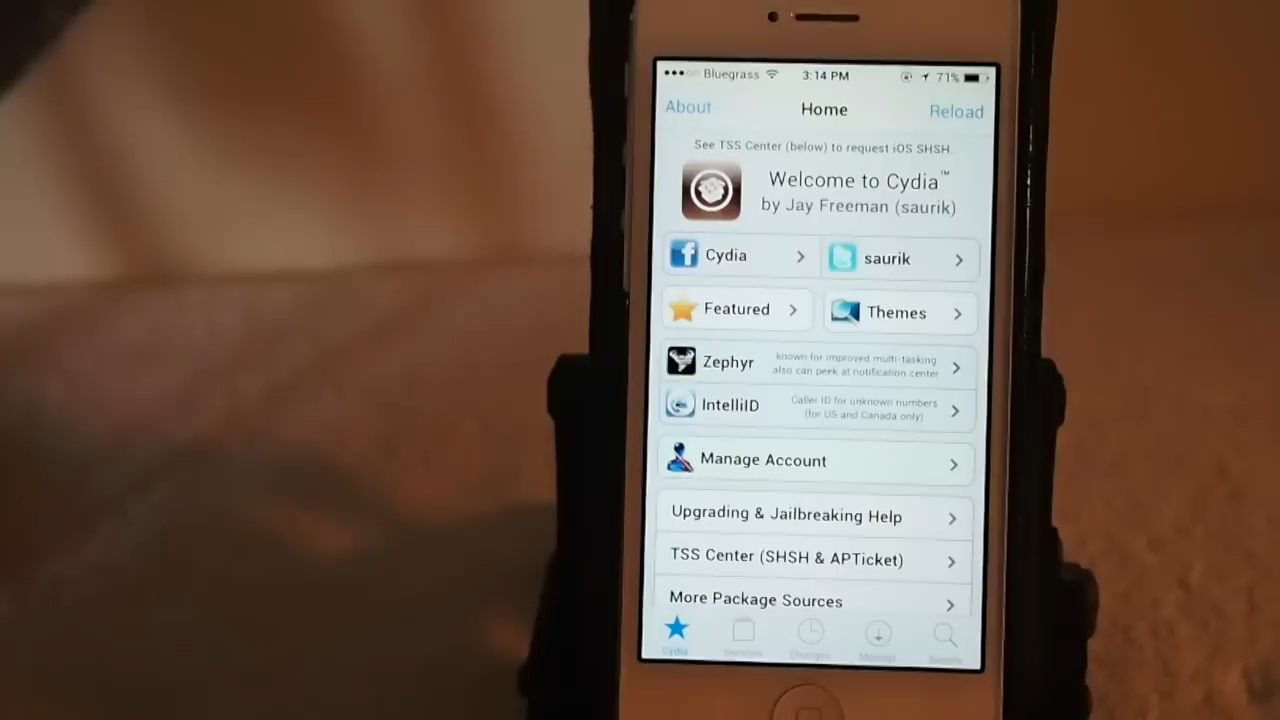 Bluegrass 3:14 PM 71%
About Home Reload
See TSS Center (below) to request iOS SHSH.
Welcome to Cydia™
by Jay Freeman (saurik)
Cydia saurik
Featured Themes
Zephyr known for improved multi-tasking
also can peek at notification center
IntelliID Caller ID for unknown numbers
(for US and Canada only)
Manage Account
Upgrading & Jailbreaking Help
TSS Center (SHSH & APTicket)
More Package Sources
Cydia